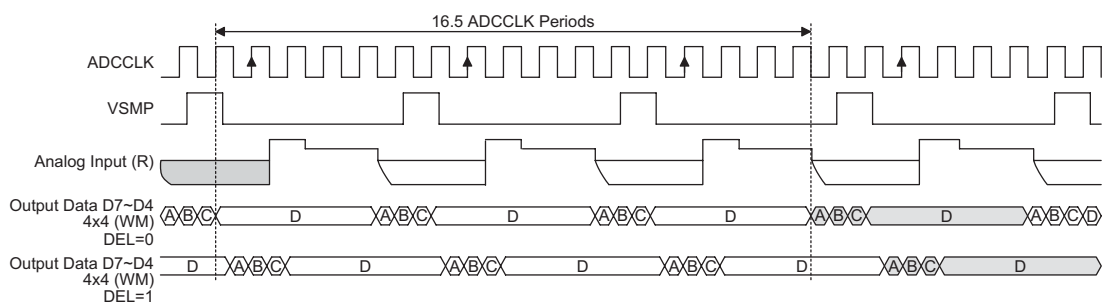 16.5 ADCCLK Periods
ADCCLK
VSMP
Analog Input (R)
Output Data D7~D4
4x4 (WM)
DEL=0
A B C D A B C D A B C D A B C D A B C D
Output Data D7~D4
4x4 (WM)
DEL=1
D A B C D A B C D A B C D A B C D